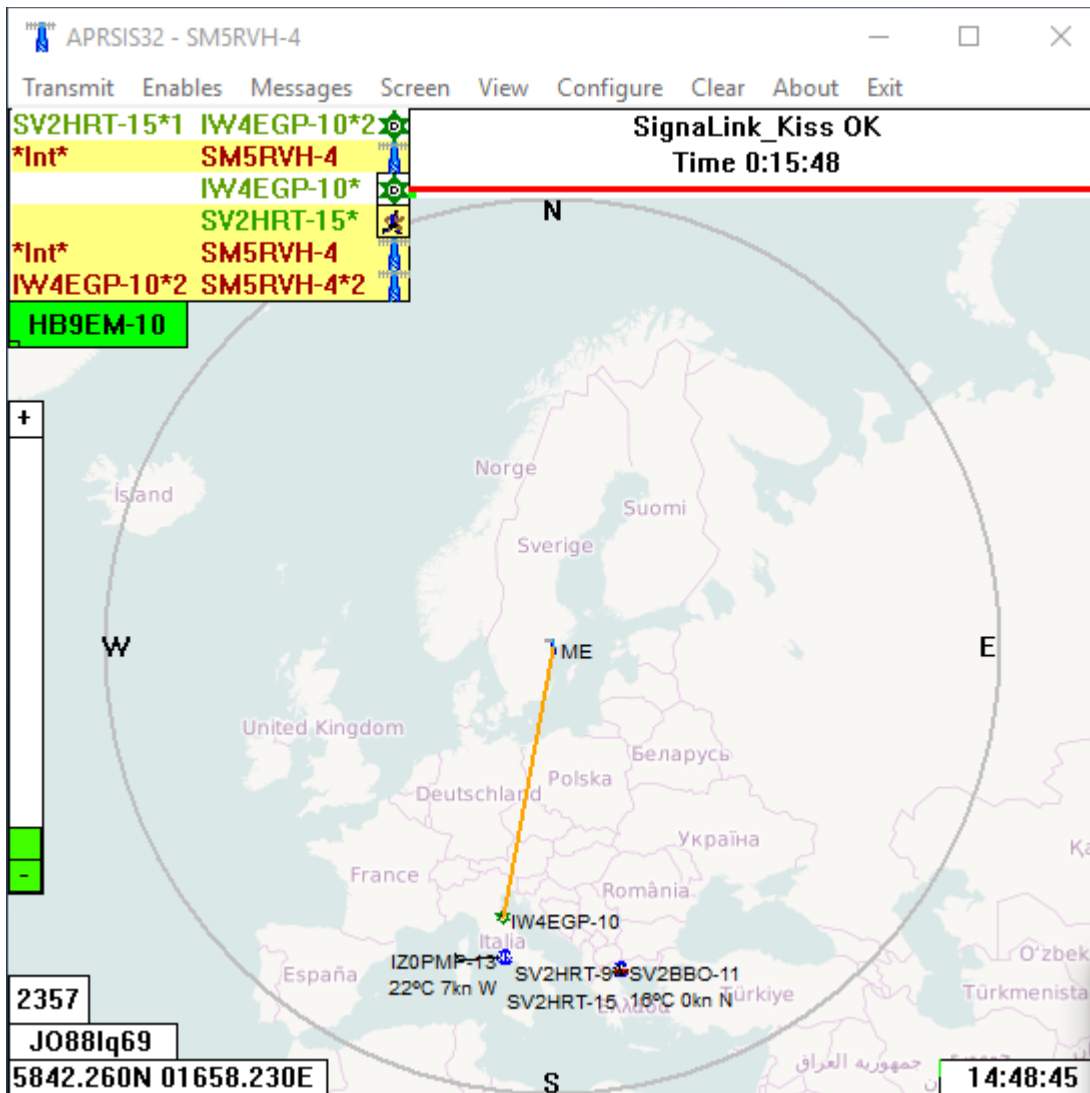 APRSIS32 - SM5RVH-4
Transmit Enables Messages Screen View Configure Clear About Exit
SV2HRT-15*1 IW4EGP-10*2
SignaLink_Kiss OK
*Int* SM5RVH-4
Time 0:15:48
IW4EGP-10*
SV2HRT-15*
*Int* SM5RVH-4
IW4EGP-10*2 SM5RVH-4*2
HB9EM-10
N
+
Norge
Ísland
Suomi
Sverige
W
E
ME
United Kingdom
Беларусь
Polska
Deutschland
Україна
-
France
România
IW4EGP-10
Italia
IZ0PMP-13
SV2HRT-9 SV2BBO-11
España
22ºC 7kn W
SV2HRT-15 16ºC 0kn N
Türkiye
Türkmenista
2357
JO88lq69
5842.260N 01658.230E
S
14:48:45